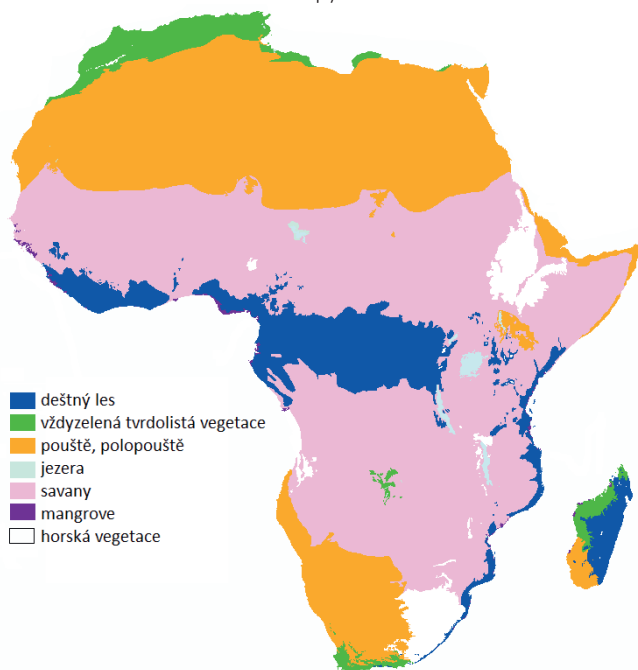 deštný les
vždyzelená tvrdolistá vegetace
pouště, polopouště
jezera
savany
mangrove
horská vegetace